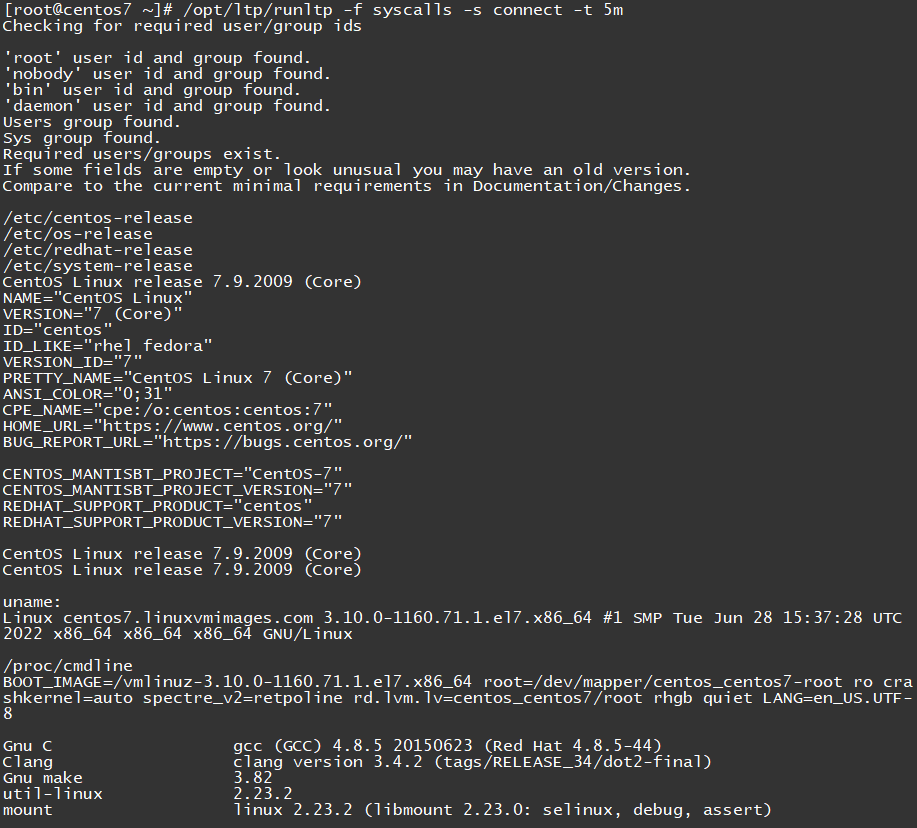 [root@centos7 ~]# /opt/ltp/runltp -f syscalls -s connect -t 5m
Checking for required user/group ids
'root' user id and group found.
'nobody' user id and group found.
'bin' user id and group found.
'daemon' user id and group found.
Users group found.
Sys group found.
Required users/groups exist.
If some fields are empty or look unusual you may have an old version.
Compare to the current minimal requirements in Documentation/Changes.
/etc/centos-release
/etc/os-release
/etc/redhat-release
/etc/system-release
CentOS Linux release 7.9.2009 (Core)
NAME="CentOS Linux"
VERSION="7 (Core)"
ID="centos"
ID_LIKE="rhel fedora"
VERSION_ID="7"
PRETTY_NAME="CentOS Linux 7 (Core)"
ANSI_COLOR="0;31"
CPE_NAME="cpe:/o:centos:centos:7"
HOME_URL="https://www.centos.org/"
BUG_REPORT_URL="https://bugs.centos.org/"
CENTOS_MANTISBT_PROJECT="CentOS-7"
CENTOS_MANTISBT_PROJECT_VERSION="7"
REDHAT_SUPPORT_PRODUCT="centos"
REDHAT_SUPPORT_PRODUCT_VERSION="7"
CentOS Linux release 7.9.2009 (Core)
CentOS Linux release 7.9.2009 (Core)
uname:
Linux centos7.linuxvmimages.com 3.10.0-1160.71.1.el7.x86_64 #1 SMP Tue Jun 28 15:37:28 UTC
2022 x86_64 x86_64 x86_64 GNU/Linux
/proc/cmdline
BOOT_IMAGE=/vmlinuz-3.10.0-1160.71.1.el7.x86_64 root=/dev/mapper/centos_centos7-root ro cra
shkernel=auto spectre_v2=retpoline rd.lvm.lv=centos_centos7/root rhgb quiet LANG=en_US.UTF-
8
Gnu C                  gcc (GCC) 4.8.5 20150623 (Red Hat 4.8.5-44)
Clang                  clang version 3.4.2 (tags/RELEASE_34/dot2-final)
Gnu make               3.82
util-linux             2.23.2
mount                  linux 2.23.2 (libmount 2.23.0: selinux, debug, assert)